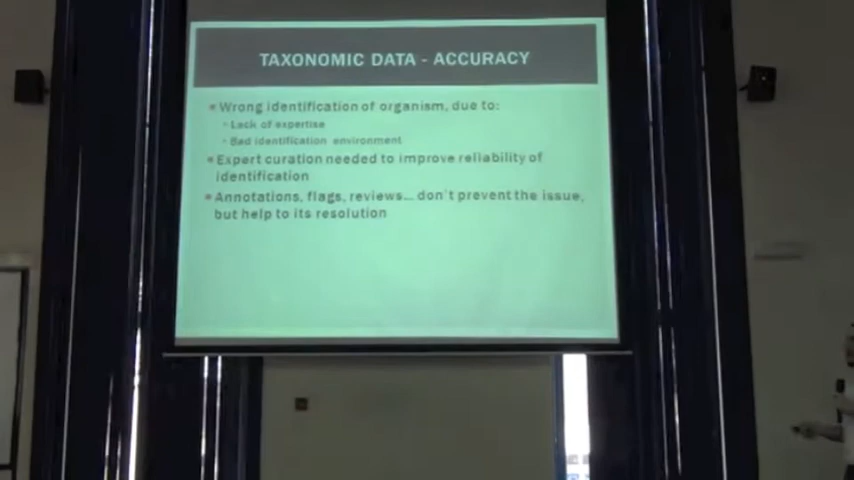 TAXONOMIC DATA - ACCURACY
Wrong identification of organism, due to:
Lack of expertise
Bad identification environment
Expert curation needed to improve reliability of
identification
Annotations, flags, reviews... don't prevent the issue,
but help to its resolution